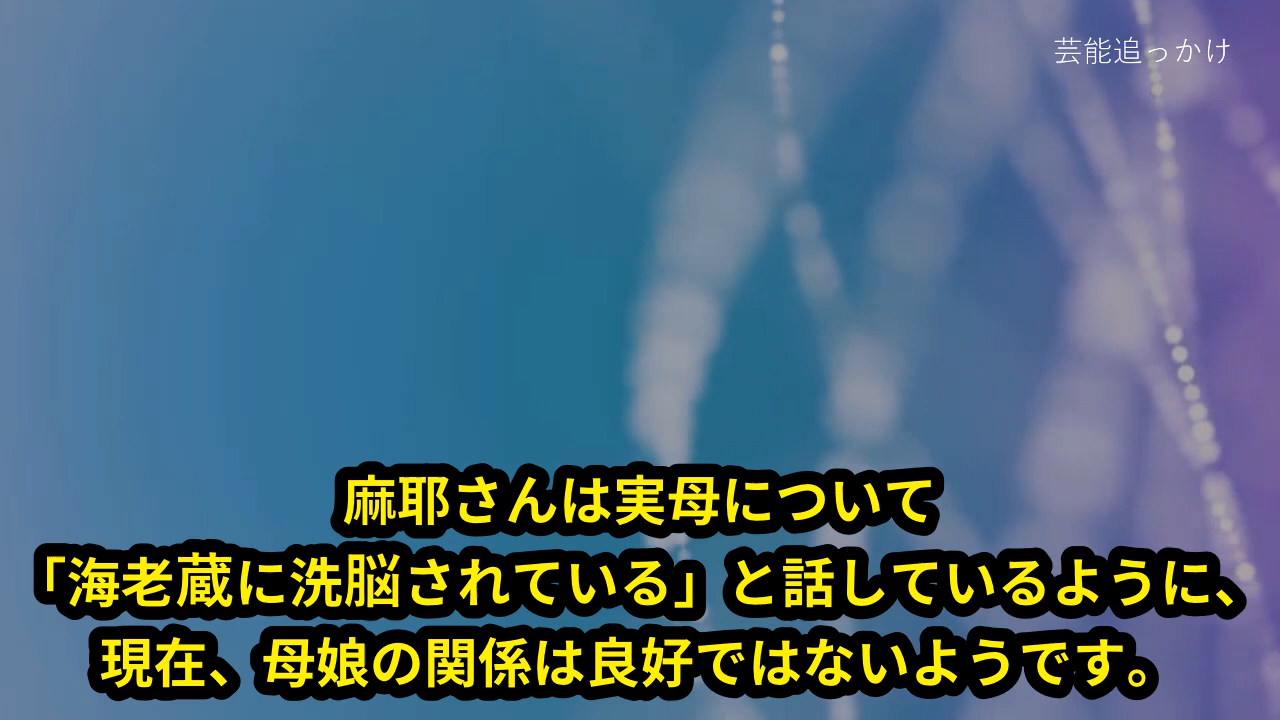 芸能追っかけ
麻耶さんは実母について
「海老蔵に洗脳されている」と話しているように、
現在、母娘の関係は良好ではないようです。